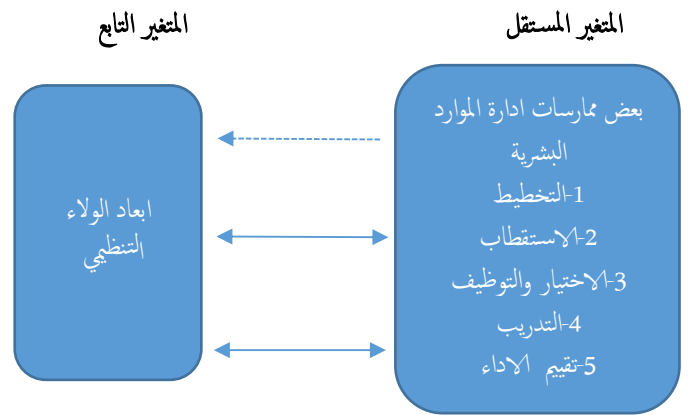 المتغير المستقل
المتغير التابع
بعض ممارسات ادارة الموارد
البشرية
1-التخطيط
2-الاستقطاب
3-الاختيار والتوظيف
4-التدريب
5-تقييم الاداء
ابعاد الولاء
التنظيمي